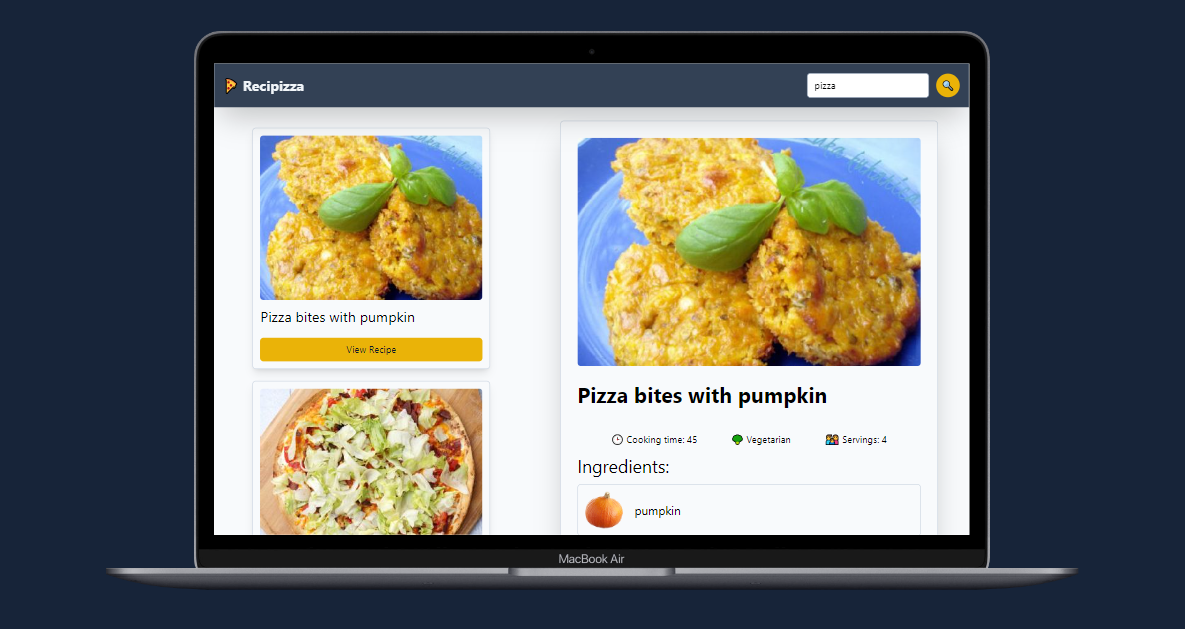 Recipizza
pizza
Pizza bites with pumpkin
View Recipe
Pizza bites with pumpkin
Cooking time: 45
Vegetarian
Servings: 4
Ingredients:
pumpkin
MacBook Air